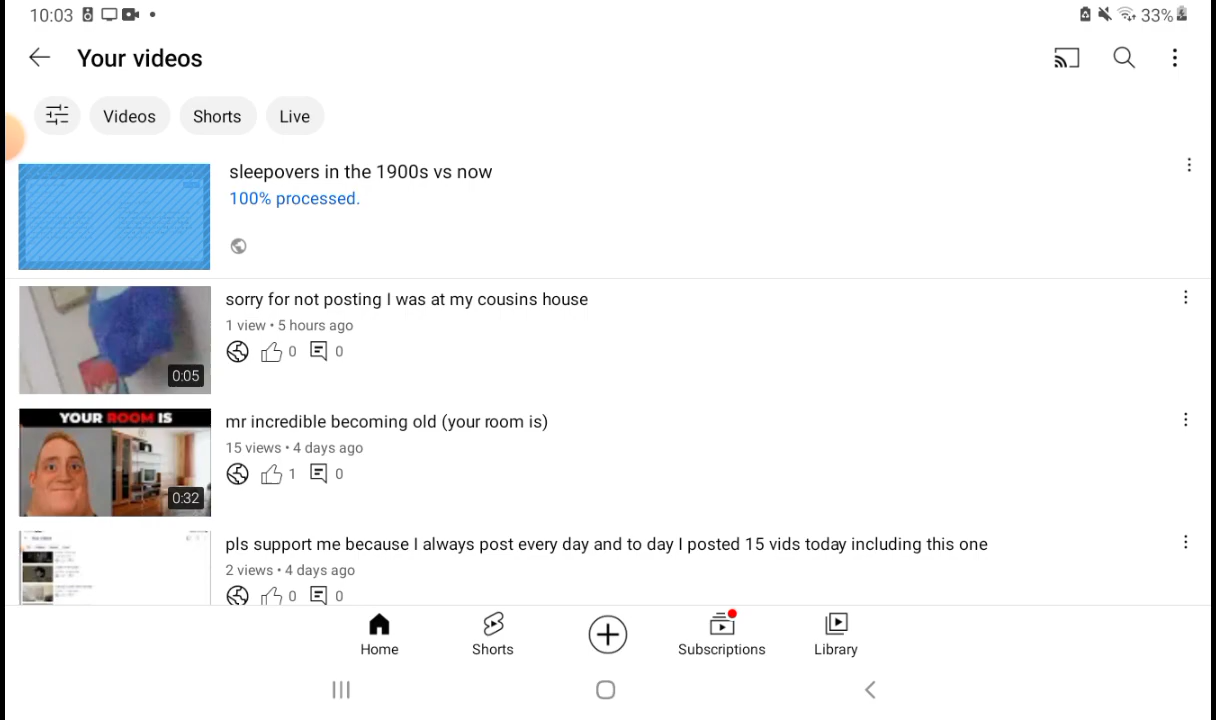 10:03
33%
Your videos
Videos
Shorts
Live
sleepovers in the 1900s vs now
100% processed.
sorry for not posting I was at my cousins house
1 view • 5 hours ago
0
0
0:05
YOUR ROOM IS
mr incredible becoming old (your room is)
15 views • 4 days ago
1
0
0:32
pls support me because I always post every day and to day I posted 15 vids today including this one
2 views • 4 days ago
0
0
Home
Shorts
Subscriptions
Library